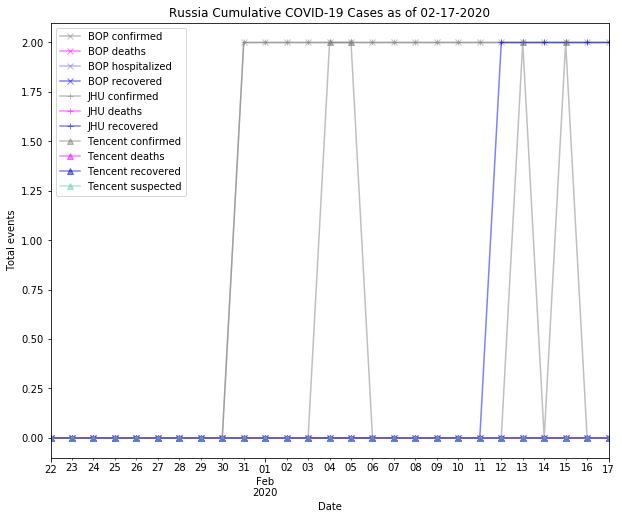 Russia Cumulative COVID-19 Cases as of 02-17-2020
BOP confirmed
BOP deaths
BOP hospitalized
BOP recovered
JHU confirmed
JHU deaths
JHU recovered
Tencent confirmed
Tencent deaths
Tencent recovered
Tencent suspected
2.00
1.75
1.50
1.25
1.00
0.75
0.50
0.25
0.00
Total events
22 23 24 25 26 27 28 29 30 31 01 02 03 04 05 06 07 08 09 10 11 12 13 14 15 16 17
Feb
2020
Date